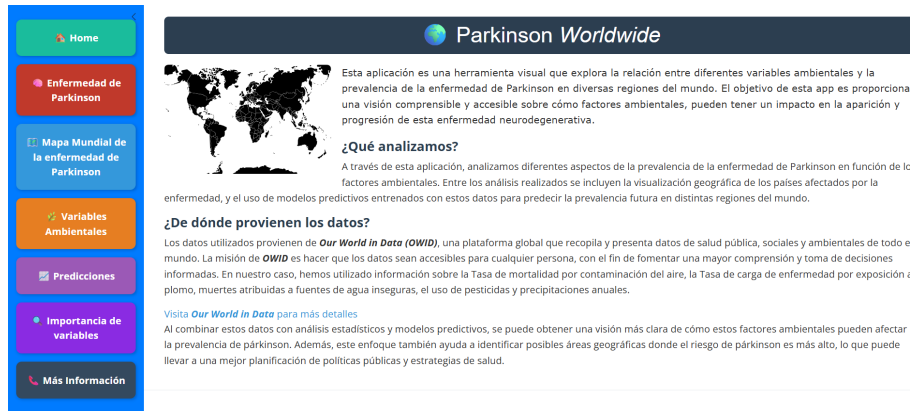 Home
Enfermedad de
Parkinson
Mapa Mundial de
la enfermedad de
Parkinson
Variables
Ambientales
Predicciones
Importancia de
variables
Más Información
Parkinson Worldwide
Esta aplicación es una herramienta visual que explora la relación entre diferentes variables ambientales y la
prevalencia de la enfermedad de Parkinson en diversas regiones del mundo. El objetivo de esta app es proporciona
una visión comprensible y accesible sobre cómo factores ambientales, pueden tener un impacto en la aparición y
progresión de esta enfermedad neurodegenerativa.
¿Qué analizamos?
A través de esta aplicación, analizamos diferentes aspectos de la prevalencia de la enfermedad de Parkinson en función de lo
factores ambientales. Entre los análisis realizados se incluyen la visualización geográfica de los países afectados por la
enfermedad, y el uso de modelos predictivos entrenados con estos datos para predecir la prevalencia futura en distintas regiones del mundo.
¿De dónde provienen los datos?
Los datos utilizados provienen de Our World in Data (OWID), una plataforma global que recopila y presenta datos de salud pública, sociales y ambientales de todo e
mundo. La misión de OWID es hacer que los datos sean accesibles para cualquier persona, con el fin de fomentar una mayor comprensión y toma de decisiones
informadas. En nuestro caso, hemos utilizado información sobre la Tasa de mortalidad por contaminación del aire, la Tasa de carga de enfermedad por exposición a
plomo, muertes atribuidas a fuentes de agua inseguras, el uso de pesticidas y precipitaciones anuales.
Visita Our World in Data para más detalles
Al combinar estos datos con análisis estadísticos y modelos predictivos, se puede obtener una visión más clara de cómo estos factores ambientales pueden afectar
la prevalencia de párkinson. Además, este enfoque también ayuda a identificar posibles áreas geográficas donde el riesgo de párkinson es más alto, lo que puede
llevar a una mejor planificación de políticas públicas y estrategias de salud.